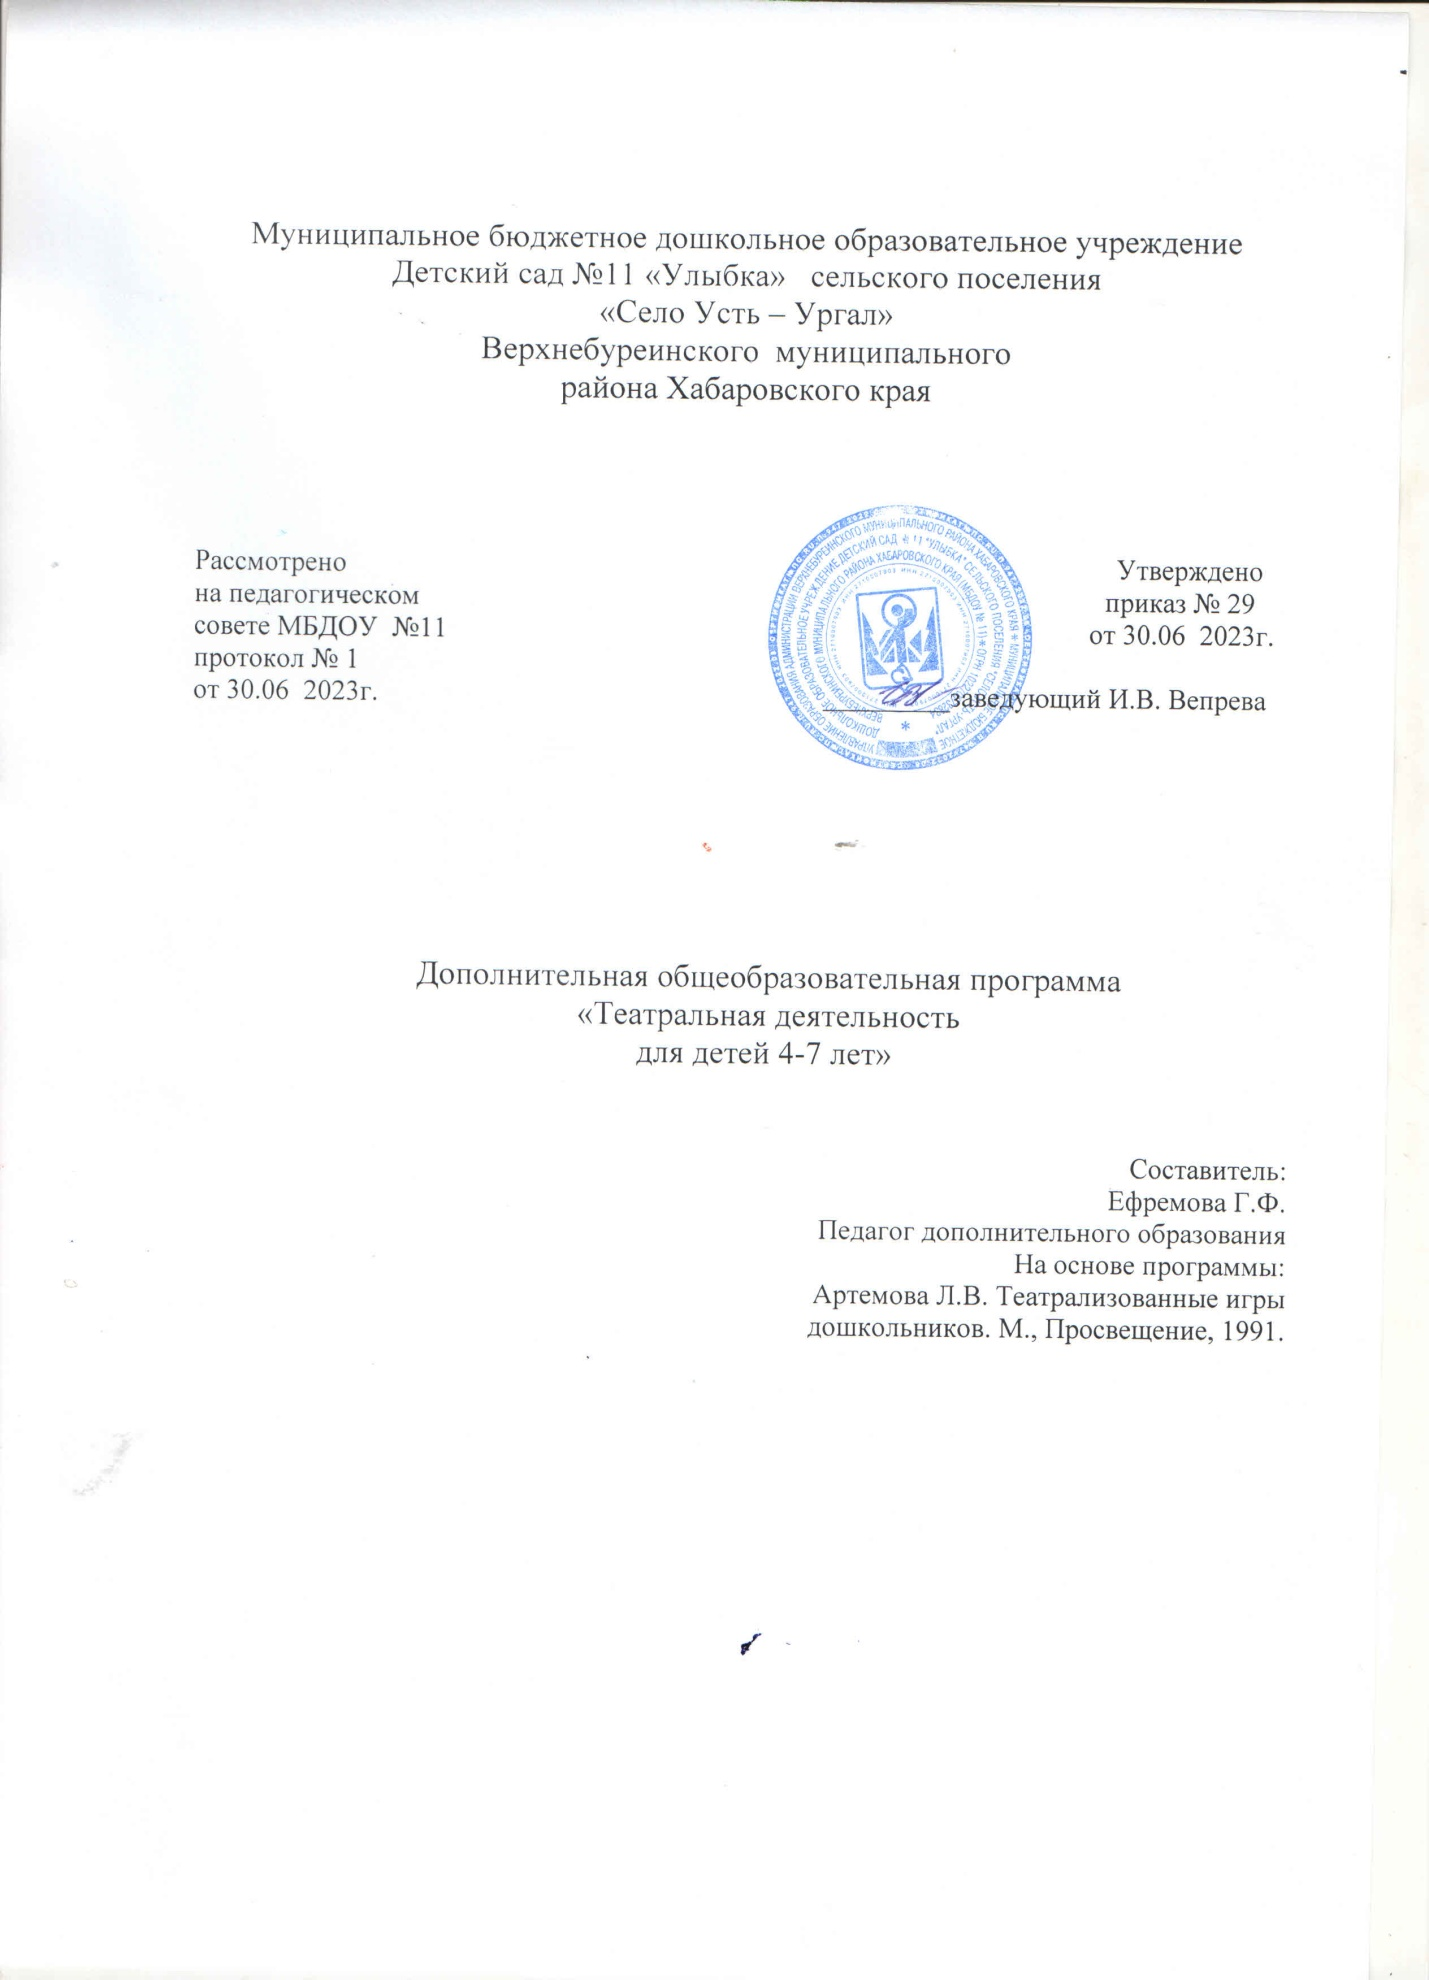 Муниципальное бюджетное дошкольное образовательное учреждение
Детский сад №11 «Улыбка» сельского поселения
«Село Усть – Ургал»
Верхнебуреинского муниципального
района Хабаровского края
Рассмотрено
на педагогическом
совете МБДОУ №11
протокол № 1
от 30.06 2023г.
Утверждено
приказ № 29
от 30.06 2023г.
заведующий И.В. Вепрева
Дополнительная общеобразовательная программа
«Театральная деятельность
для детей 4-7 лет»
Составитель:
Ефремова Г.Ф.
Педагог дополнительного образования
На основе программы:
Артемова Л.В. Театрализованные игры
дошкольников. М., Просвещение, 1991.